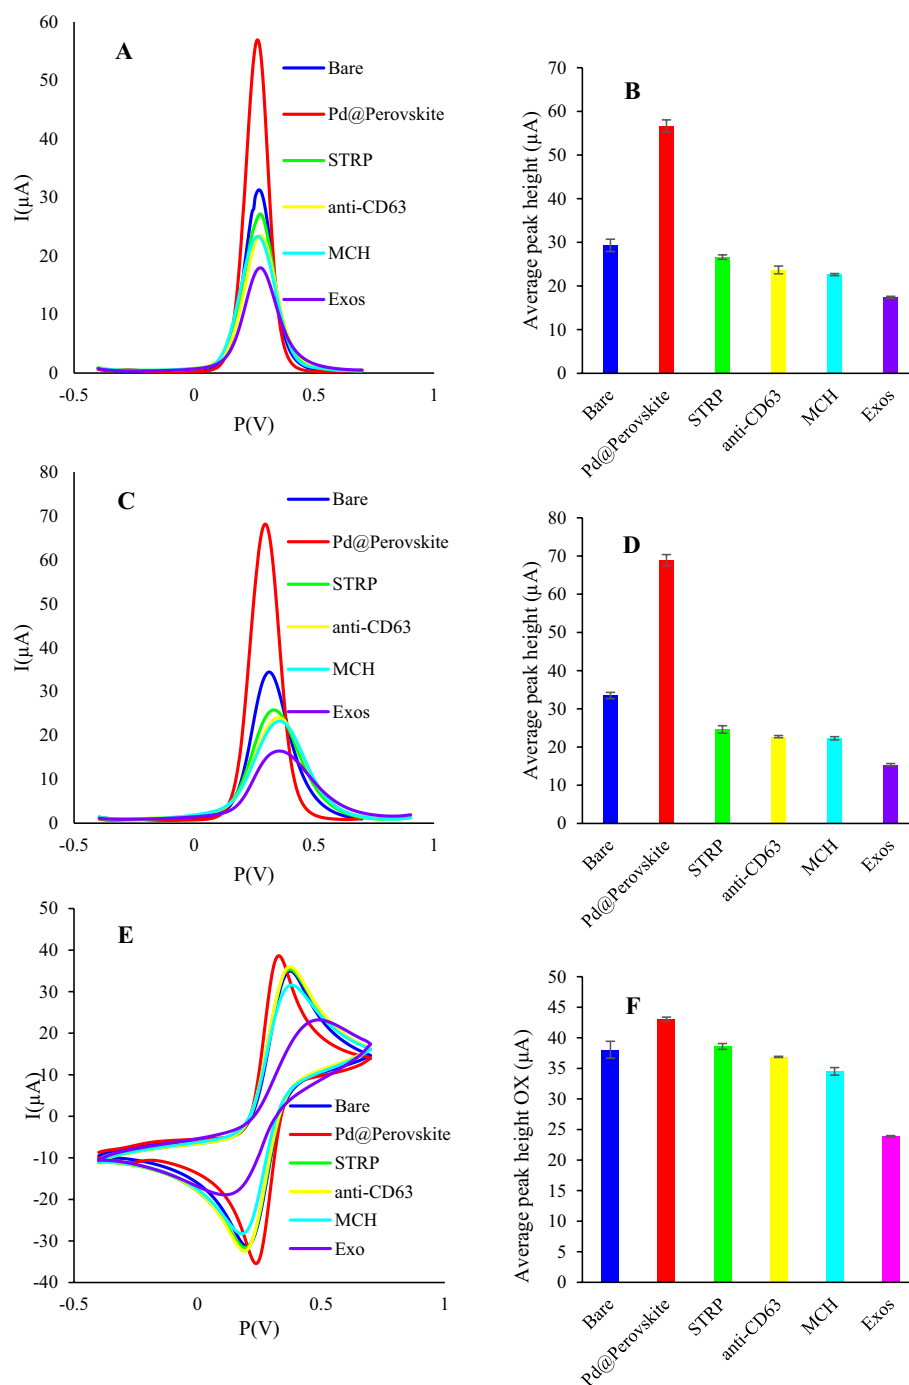 A
I(µA)
60
50
40
30
20
10
0
-0.5
0
0.5
1
P(V)
Bare
Pd@Perovskite
STRP
anti-CD63
MCH
Exos
B
Average peak height (µA)
70
60
50
40
30
20
10
0
Bare
Pd@Perovskite
STRP
anti-CD63
MCH
Exos
C
I(µA)
80
70
60
50
40
30
20
10
0
-0.5
0
0.5
1
P(V)
Bare
Pd@Perovskite
STRP
anti-CD63
MCH
Exos
D
Average peak height (µA)
80
70
60
50
40
30
20
10
0
Bare
Pd@Perovskite
STRP
anti-CD63
MCH
Exos
E
I(µA)
50
40
30
20
10
0
-10
-20
-30
-40
-0.5
0
0.5
1
P(V)
Bare
Pd@Perovskite
STRP
anti-CD63
MCH
Exo
F
Average peak height OX (µA)
50
45
40
35
30
25
20
15
10
5
0
Bare
Pd@Perovskite
STRP
anti-CD63
MCH
Exos